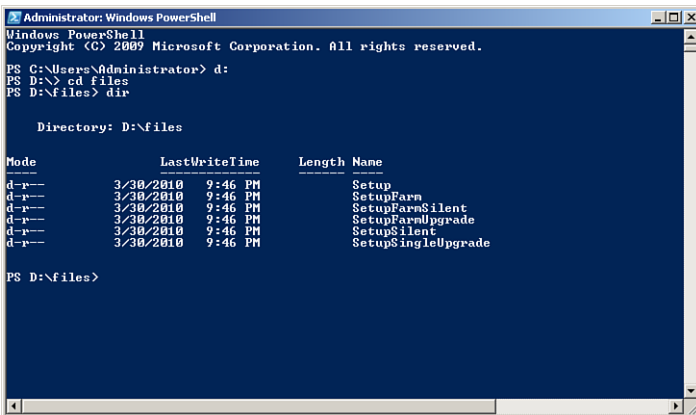 Administrator: Windows PowerShell
Windows PowerShell
Copyright (C) 2009 Microsoft Corporation. All rights reserved.
PS C:\Users\Administrator> d:
PS D:\> cd files
PS D:\files> dir
Directory: D:\files
Mode LastWriteTime Length Name
---- ------------- ------ ----
d-r-- 3/30/2010 9:46 PM Setup
d-r-- 3/30/2010 9:46 PM SetupFarm
d-r-- 3/30/2010 9:46 PM SetupFarmSilent
d-r-- 3/30/2010 9:46 PM SetupFarmUpgrade
d-r-- 3/30/2010 9:46 PM SetupSilent
d-r-- 3/30/2010 9:46 PM SetupSingleUpgrade
PS D:\files>